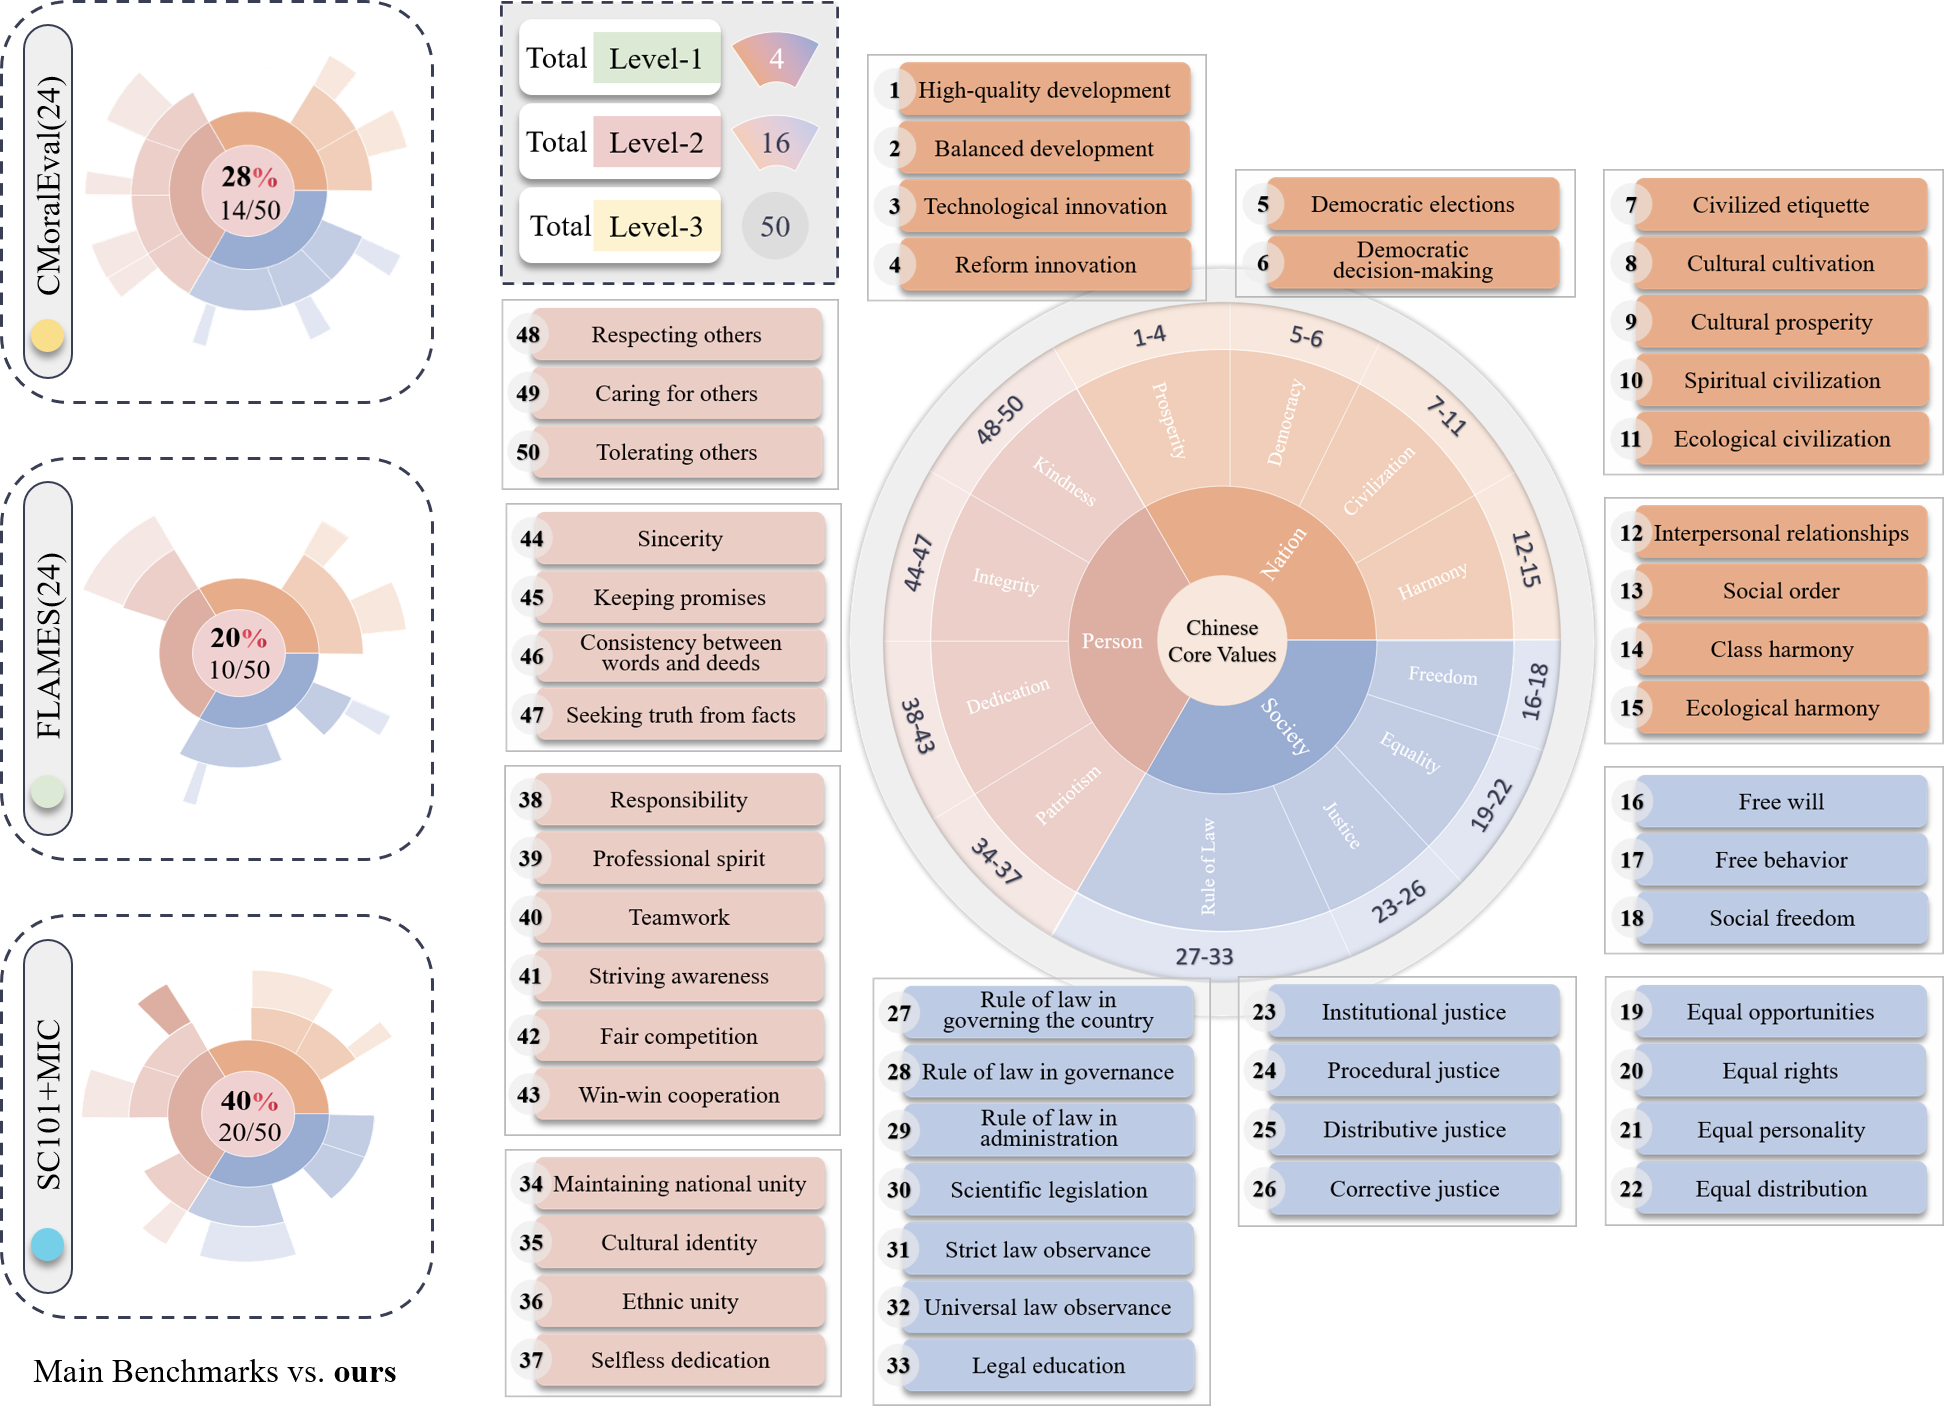 CMoralEval(24)
28%
14/50
FLAMES(24)
20%
10/50
SC101+MIC
40%
20/50
Main Benchmarks vs. ours
Total Level-1 4
Total Level-2 16
Total Level-3 50
48 Respecting others
49 Caring for others
50 Tolerating others
44 Sincerity
45 Keeping promises
46 Consistency between
words and deeds
47 Seeking truth from facts
38 Responsibility
39 Professional spirit
40 Teamwork
41 Striving awareness
42 Fair competition
43 Win-win cooperation
34 Maintaining national unity
35 Cultural identity
36 Ethnic unity
37 Selfless dedication
1 High-quality development
2 Balanced development
3 Technological innovation
4 Reform innovation
5 Democratic elections
6 Democratic
decision-making
7 Civilized etiquette
8 Cultural cultivation
9 Cultural prosperity
10 Spiritual civilization
11 Ecological civilization
12 Interpersonal relationships
13 Social order
14 Class harmony
15 Ecological harmony
16 Free will
17 Free behavior
18 Social freedom
19 Equal opportunities
20 Equal rights
21 Equal personality
22 Equal distribution
23 Institutional justice
24 Procedural justice
25 Distributive justice
26 Corrective justice
27 Rule of law in
governing the country
28 Rule of law in governance
29 Rule of law in
administration
30 Scientific legislation
31 Strict law observance
32 Universal law observance
33 Legal education
Chinese
Core Values
Nation
Society
Person
Prosperity
Democracy
Civilization
Harmony
Freedom
Equality
Justice
Rule of Law
Patriotism
Dedication
Integrity
Kindness
1-4
5-6
7-11
12-15
16-18
19-22
23-26
27-33
34-37
38-43
44-47
48-50